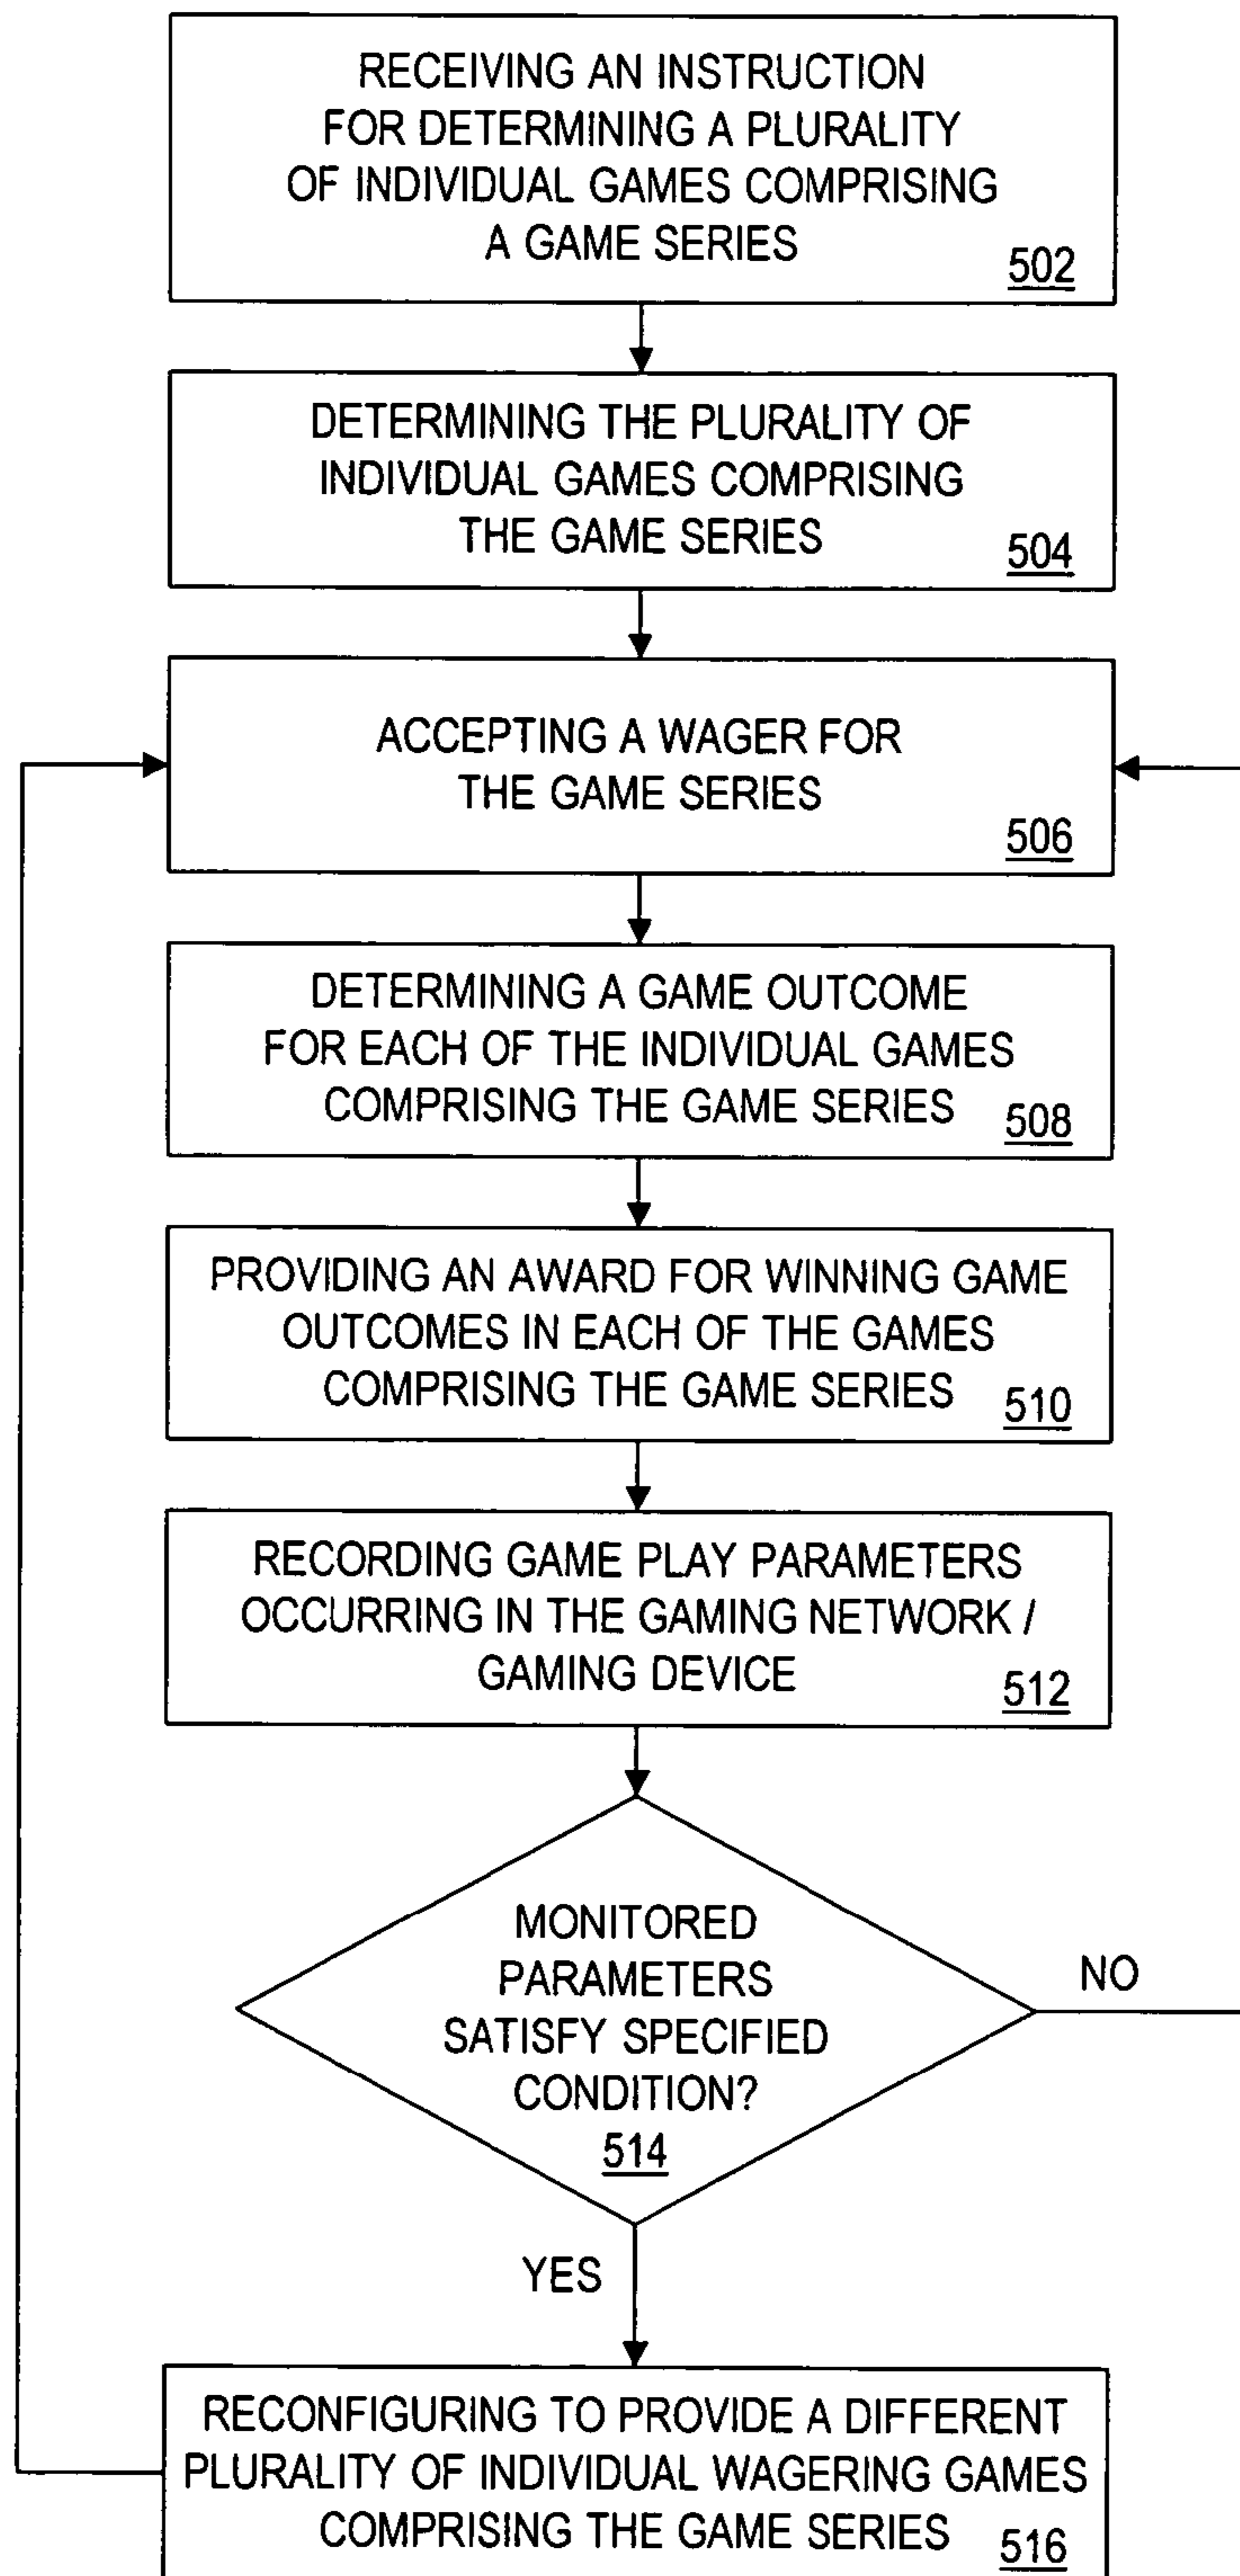 RECEIVING AN INSTRUCTION
FOR DETERMINING A PLURALITY
OF INDIVIDUAL GAMES COMPRISING
A GAME SERIES
502
DETERMINING THE PLURALITY OF
INDIVIDUAL GAMES COMPRISING
THE GAME SERIES
504
ACCEPTING A WAGER FOR
THE GAME SERIES
506
DETERMINING A GAME OUTCOME
FOR EACH OF THE INDIVIDUAL GAMES
COMPRISING THE GAME SERIES
508
PROVIDING AN AWARD FOR WINNING GAME
OUTCOMES IN EACH OF THE GAMES
COMPRISING THE GAME SERIES
510
RECORDING GAME PLAY PARAMETERS
OCCURRING IN THE GAMING NETWORK /
GAMING DEVICE
512
MONITORED
PARAMETERS
SATISFY SPECIFIED
CONDITION?
514
NO
YES
RECONFIGURING TO PROVIDE A DIFFERENT
PLURALITY OF INDIVIDUAL WAGERING GAMES
COMPRISING THE GAME SERIES
516